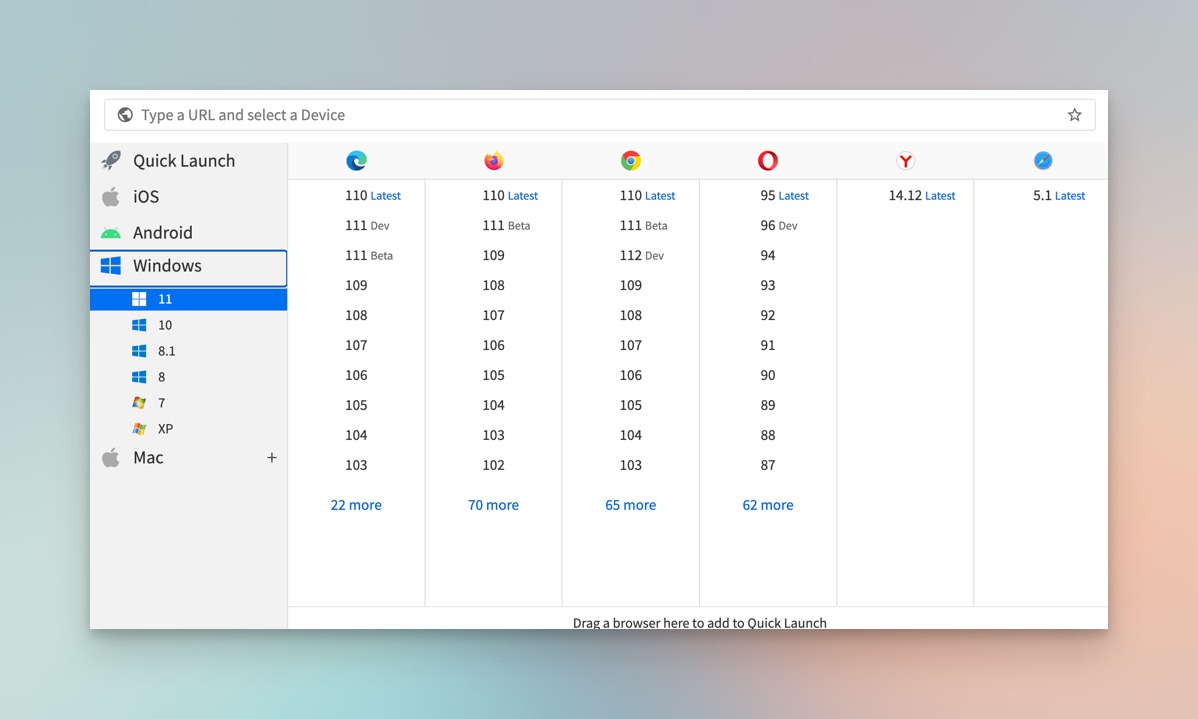 Type a URL and select a Device
Quick Launch
iOS
Android
Windows
11
10
8.1
8
7
XP
Mac +
110 Latest
111 Dev
111 Beta
109
108
107
106
105
104
103
22 more
110 Latest
111 Beta
109
108
107
106
105
104
103
102
70 more
110 Latest
111 Beta
112 Dev
109
108
107
106
105
104
103
65 more
95 Latest
96 Dev
94
93
92
91
90
89
88
87
62 more
14.12 Latest
5.1 Latest
Drag a browser here to add to Quick Launch